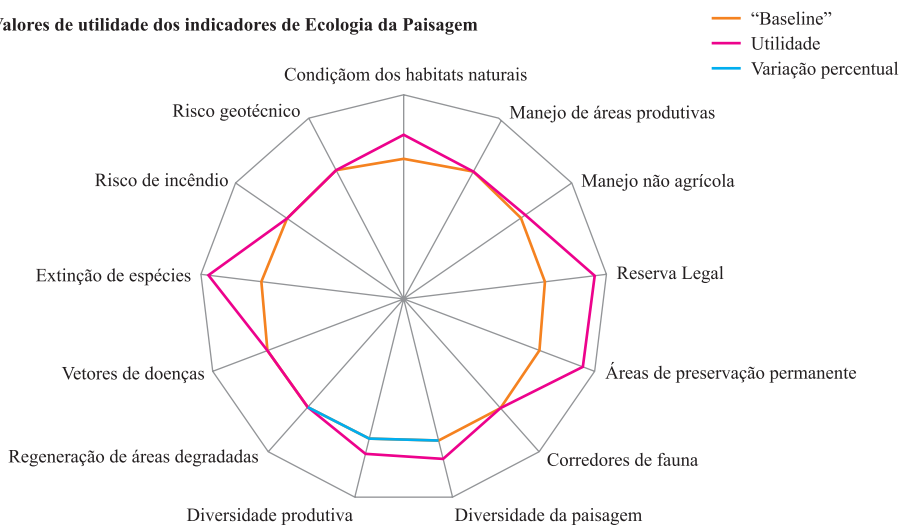 Valores de utilidade dos indicadores de Ecologia da Paisagem
“Baseline”
Utilidade
Variação percentual
Condiçãom dos habitats naturais
Risco geotécnico
Manejo de áreas produtivas
Risco de incêndio
Manejo não agrícola
Extinção de espécies
Reserva Legal
Vetores de doenças
Áreas de preservação permanente
Regeneração de áreas degradadas
Corredores de fauna
Diversidade produtiva
Diversidade da paisagem